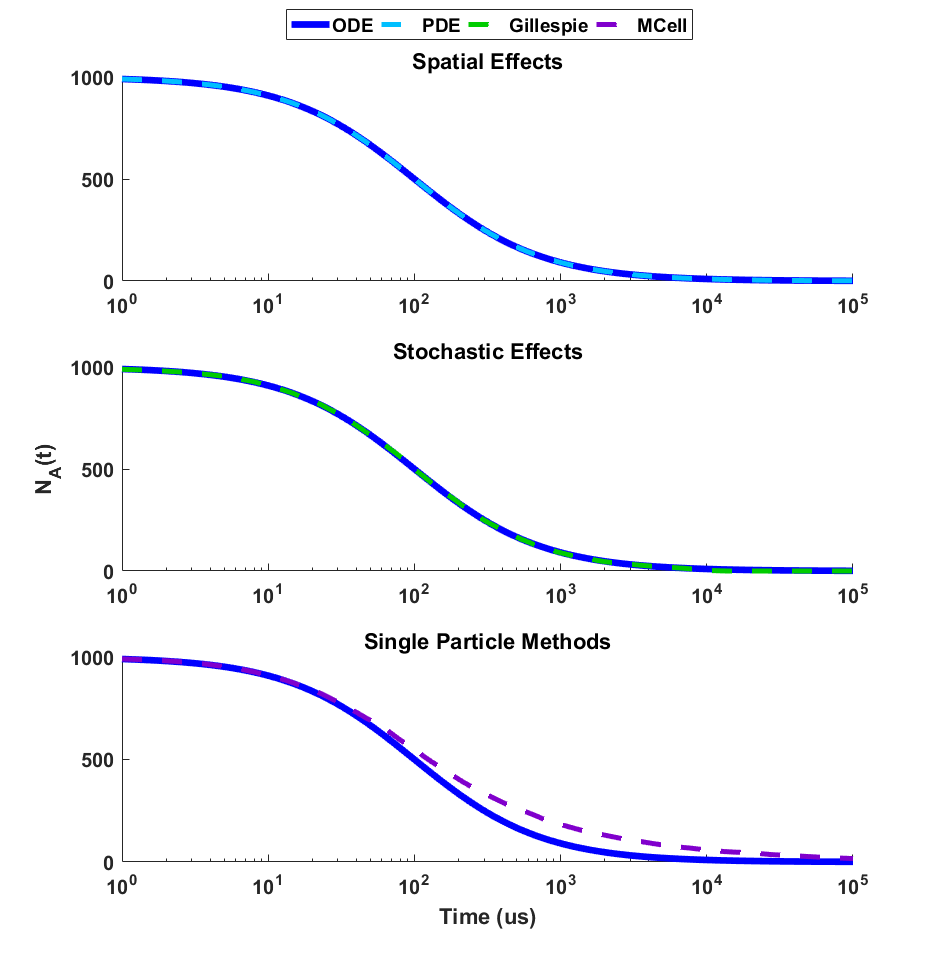 ODE PDE Gillespie MCell
Spatial Effects
1000
500
0
10^0 10^1 10^2 10^3 10^4 10^5
Stochastic Effects
1000
500
0
N_A(t)
10^0 10^1 10^2 10^3 10^4 10^5
Single Particle Methods
1000
500
0
10^0 10^1 10^2 10^3 10^4 10^5
Time (us)